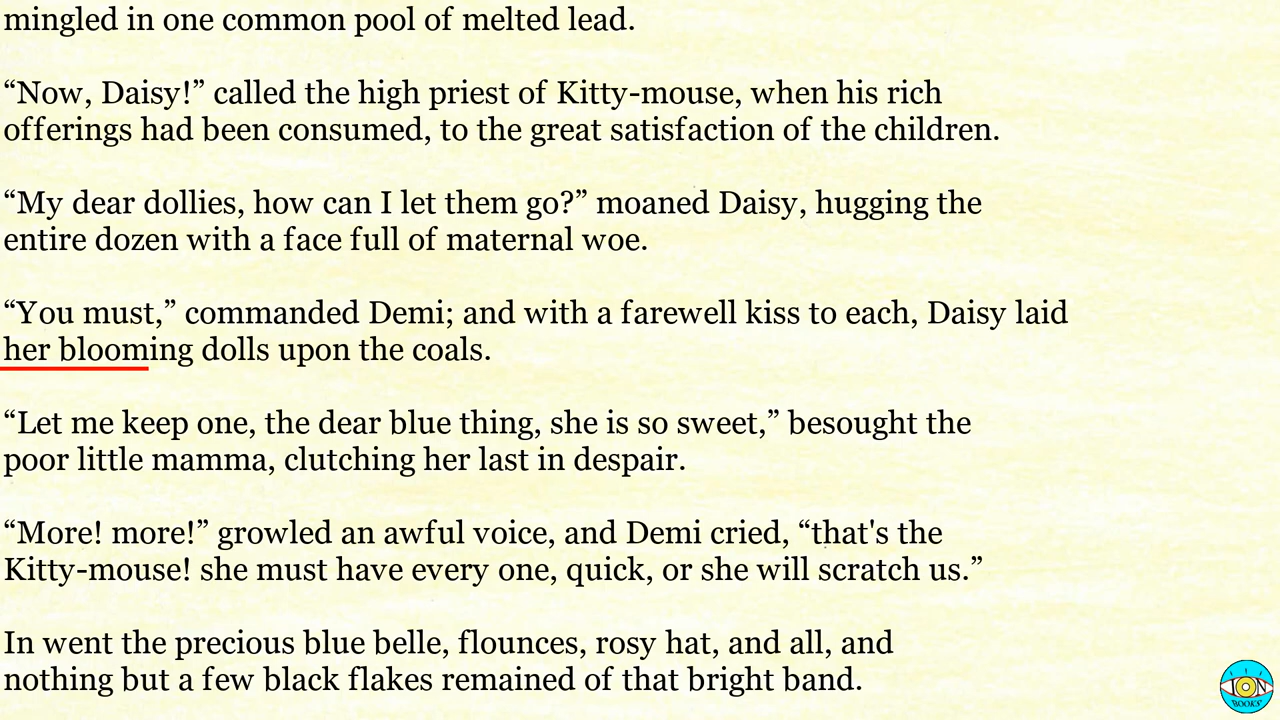 mingled in one common pool of melted lead.
“Now, Daisy!” called the high priest of Kitty-mouse, when his rich
offerings had been consumed, to the great satisfaction of the children.
“My dear dollies, how can I let them go?” moaned Daisy, hugging the
entire dozen with a face full of maternal woe.
“You must,” commanded Demi; and with a farewell kiss to each, Daisy laid
her blooming dolls upon the coals.
“Let me keep one, the dear blue thing, she is so sweet,” besought the
poor little mamma, clutching her last in despair.
“More! more!” growled an awful voice, and Demi cried, “that's the
Kitty-mouse! she must have every one, quick, or she will scratch us.”
In went the precious blue belle, flounces, rosy hat, and all, and
nothing but a few black flakes remained of that bright band.
ION
BOOKS